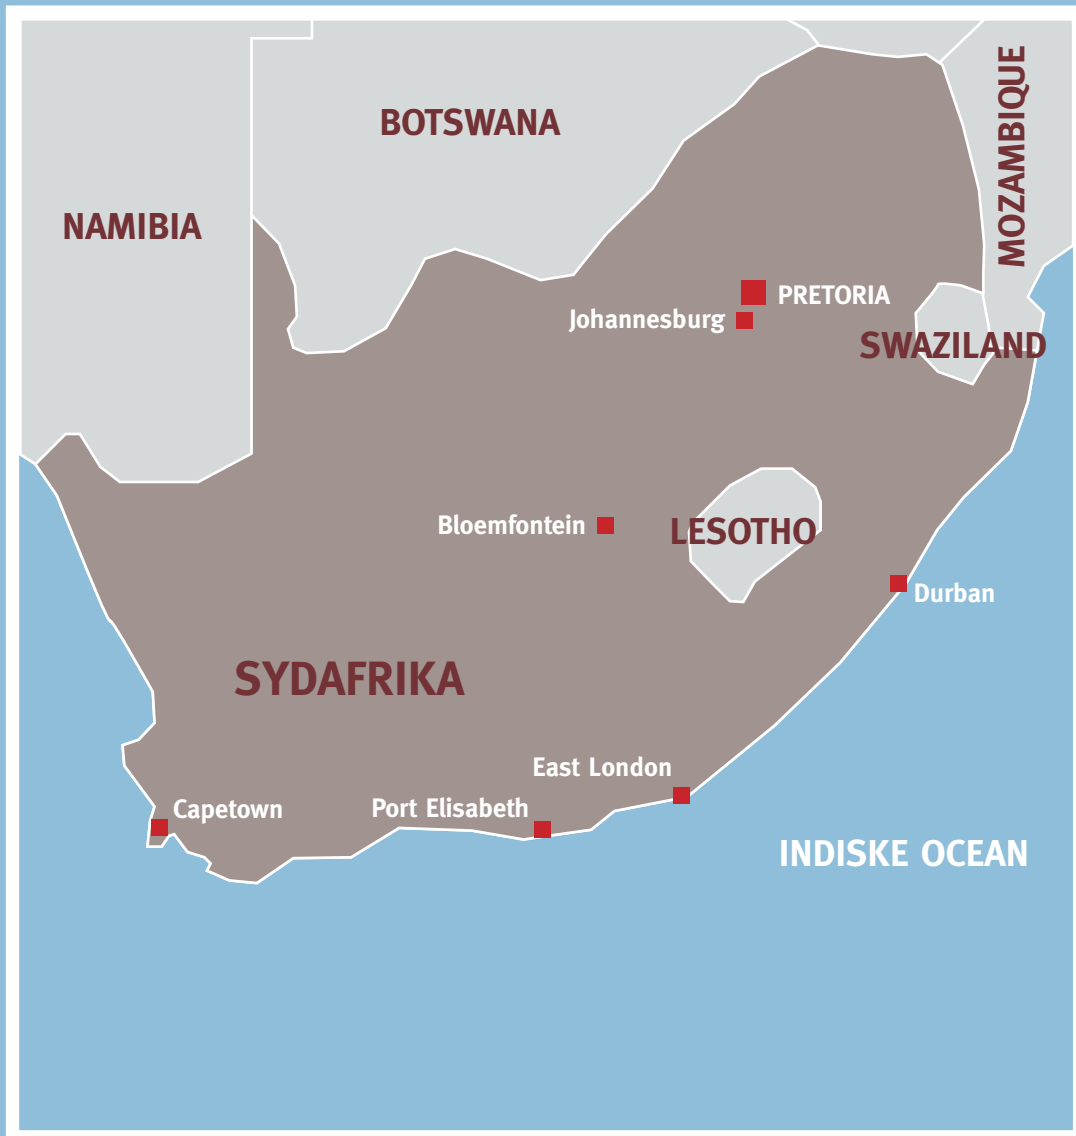 MOZAMBIQUE
BOTSWANA
NAMIBIA
PRETORIA
Johannesburg
SWAZILAND
Bloemfontein
LESOTHO
Durban
SYDAFRIKA
East London
Capetown
Port Elisabeth
INDISKE OCEAN